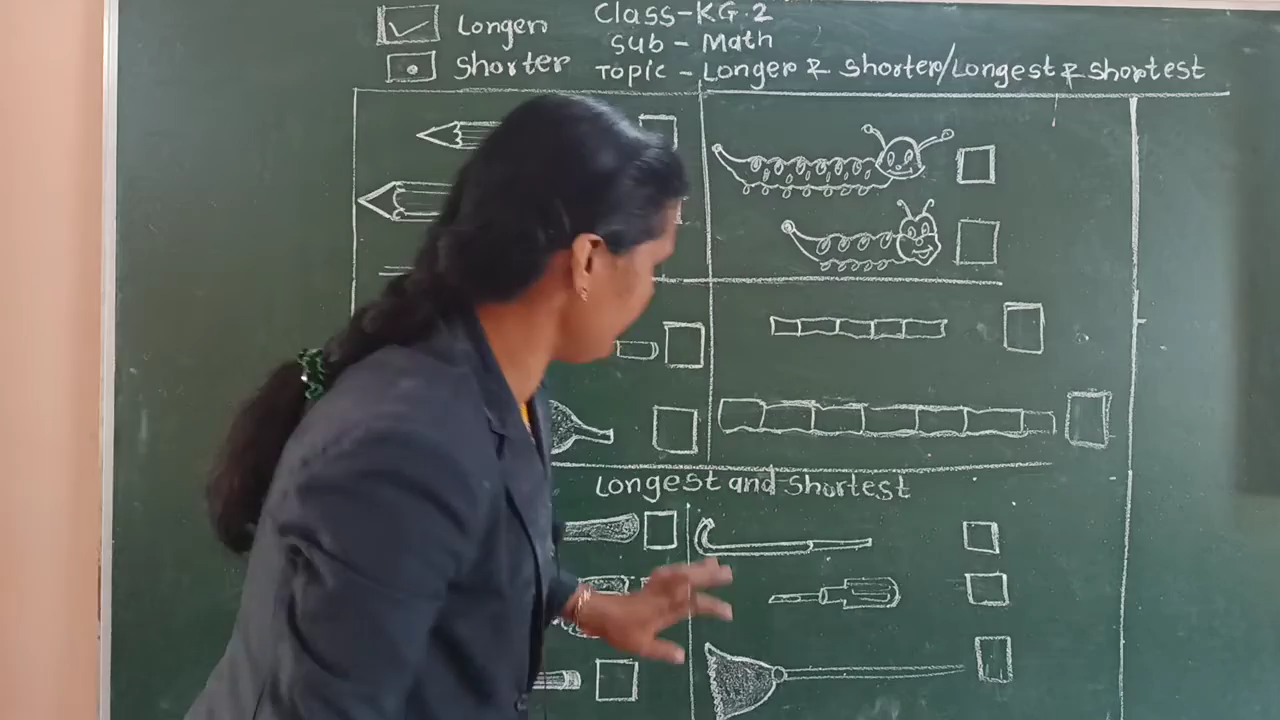 Longer
Shorter
Class-KG.2
Sub - Math
Topic - Longer & shorter/Longest & shortest
Longest and shortest